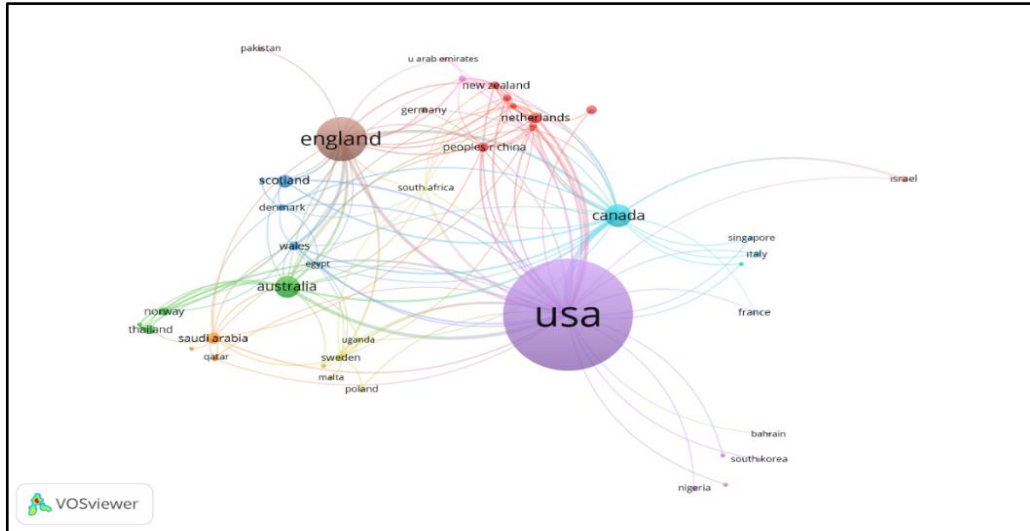 pakistan
u arab omirates
new zealand
germany
netherlands
england
peoples r china
scotland
south africa
israel
denmark
canada
wales
singapore
egypt
italy
australia
usa
norway
france
thailand
saudi arabia
uganda
qatar
sweden
malta
poland
bahrain
south korea
nigeria
VOSviewer